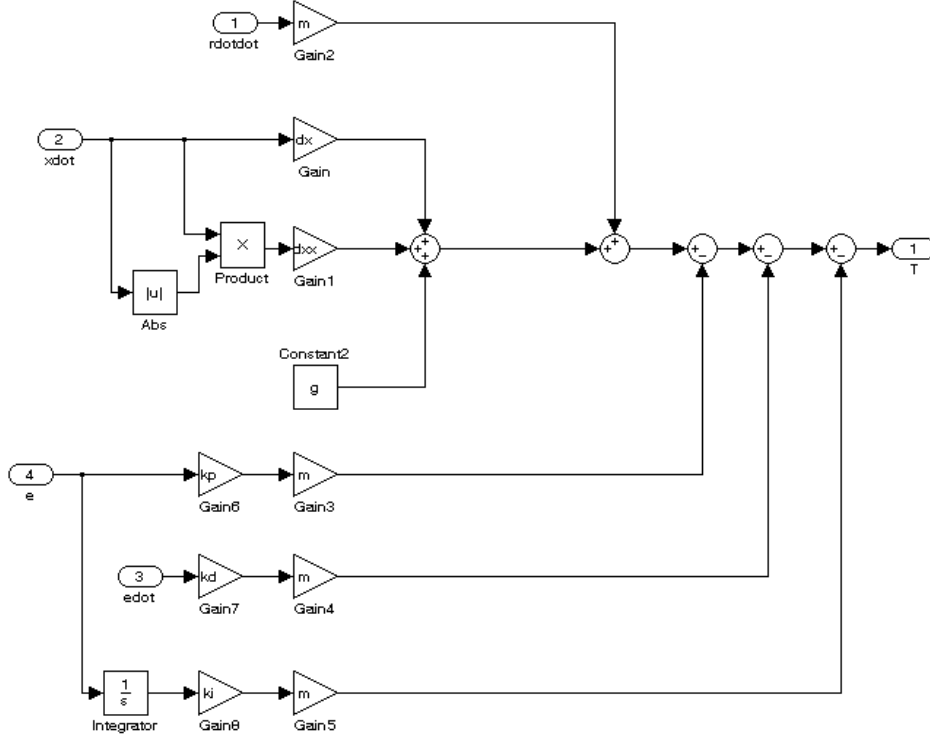 1
m
rdotdot
Gain2
2
dx
xdot
Gain
×
dxx
1
Product
Gain1
T
|u|
Abs
Constant2
g
4
kp
m
e
Gain6
Gain3
3
kd
m
edot
Gain7
Gain4
1
s
ki
m
Integrator
Gain8
Gain5
+
+
+
+
+
+
−
+
−
+
−